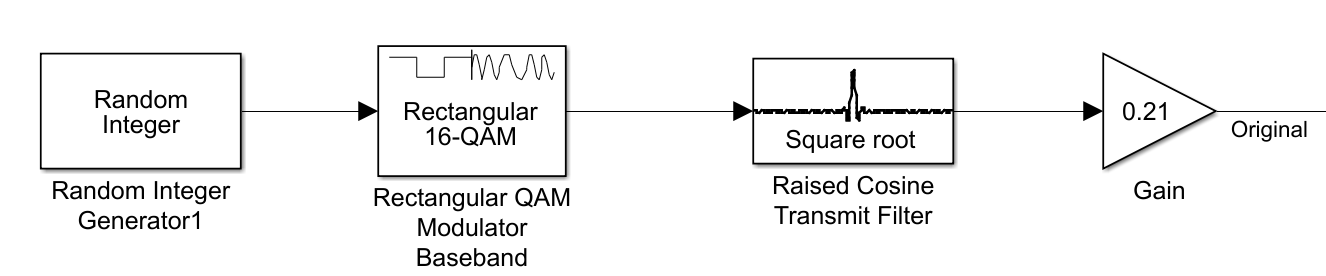 Random
Integer
Random Integer
Generator1
Rectangular
16-QAM
Rectangular QAM
Modulator
Baseband
Square root
Raised Cosine
Transmit Filter
0.21
Gain
Original